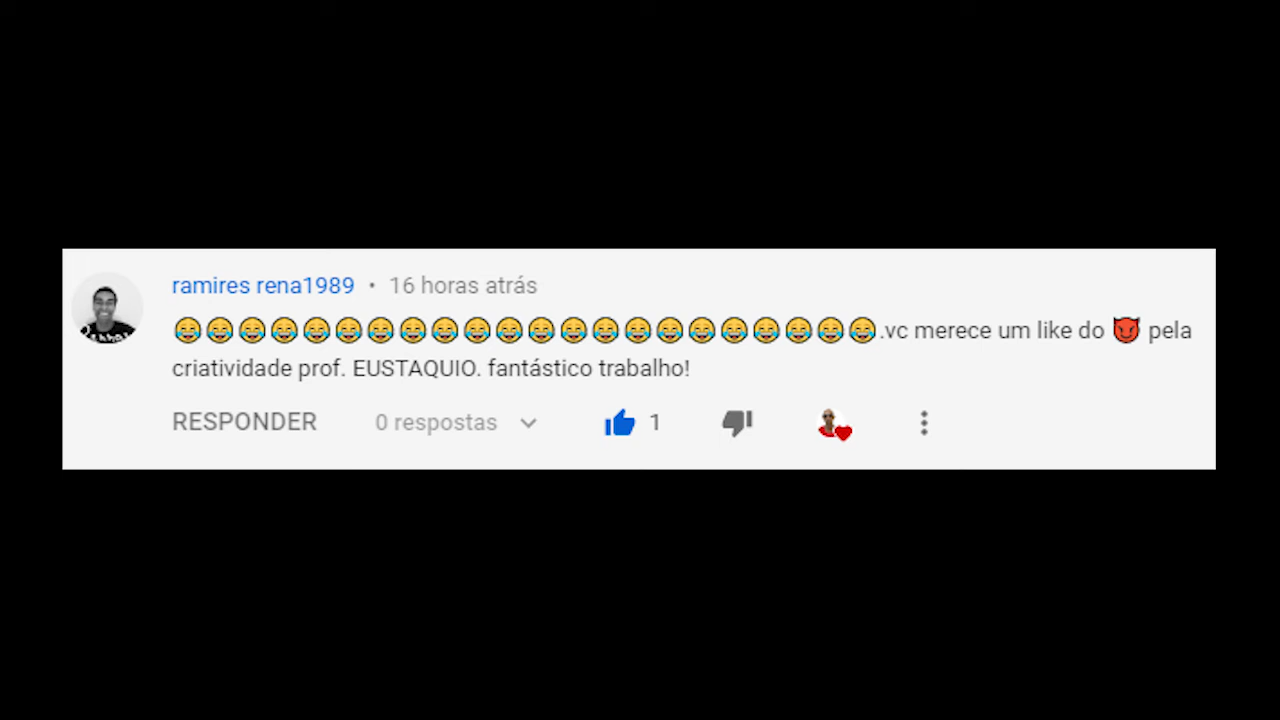 ramires rena1989 • 16 horas atrás
😂😂😂😂😂😂😂😂😂😂😂😂😂😂😂😂😂😂😂😂😂😂.vc merece um like do 😈 pela
criatividade prof. EUSTAQUIO. fantástico trabalho!
RESPONDER 0 respostas 1